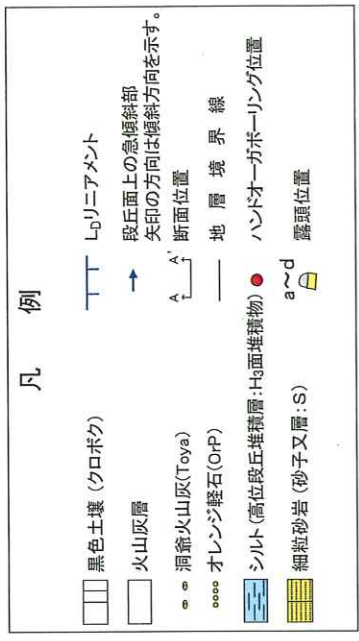 凡 例
黒色土壌(クロボク)
火山灰層
洞爺火山灰(Toya)
オレンジ軽石(OrP)
シルト(高位段丘堆積層:H₃面堆積物)
細粒砂岩(砂子又層:S)
L_Dリニアメント
段丘面上の急傾斜部
矢印の方向は傾斜方向を示す。
A A' 断面位置
地 層 境 界 線
ハンドオーガボーリング位置
a~d 露頭位置